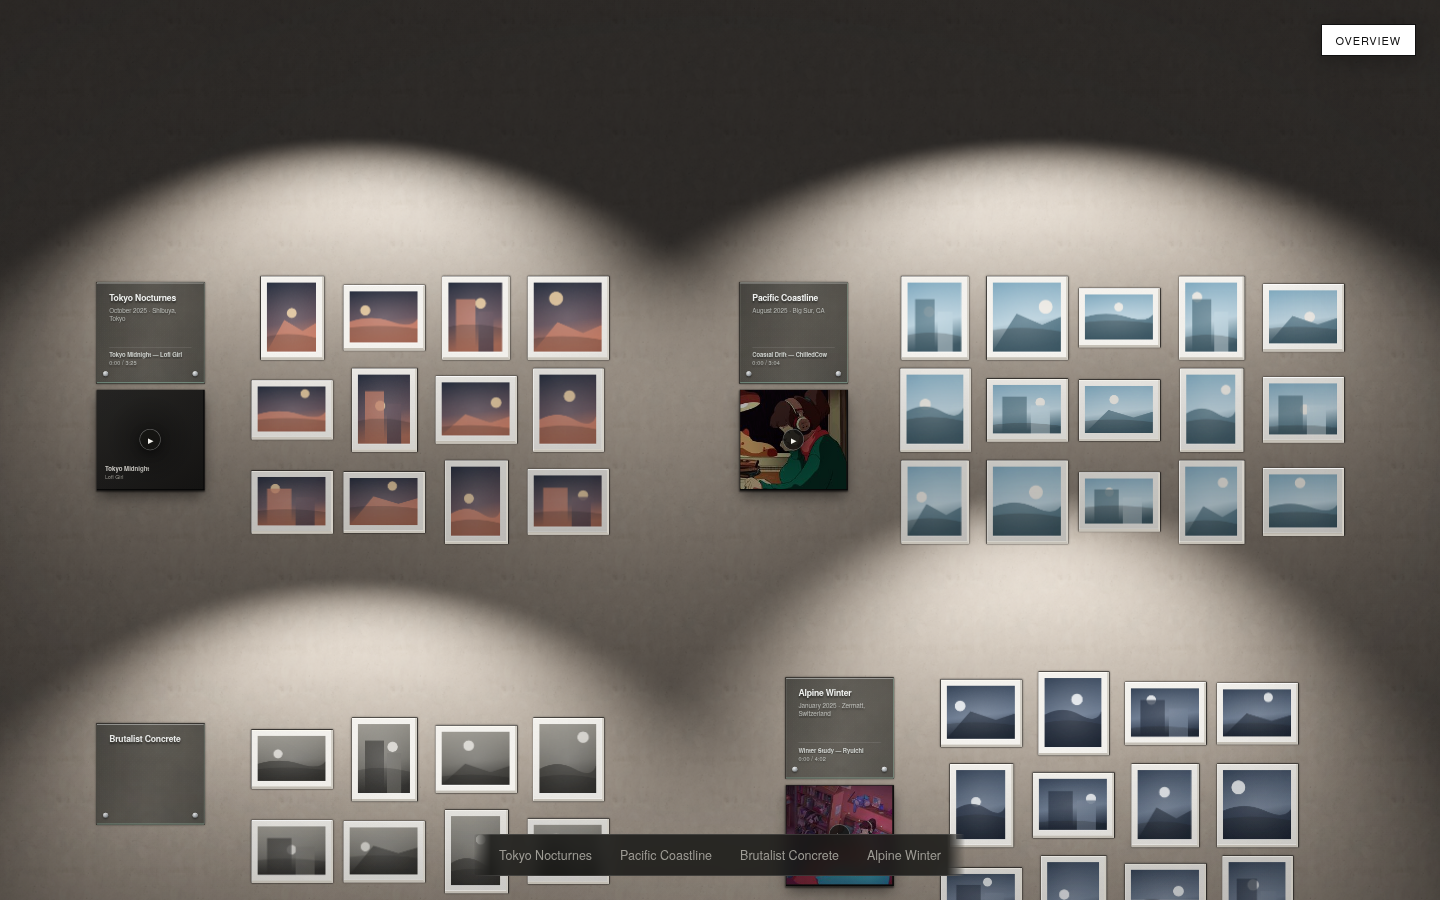 OVERVIEW
Tokyo Nocturnes
October 2025 · Shibuya,
Tokyo
Tokyo Midnight — Lofi Girl
0:00 / 3:25
Tokyo Midnight
Lofi Girl
Pacific Coastline
August 2025 · Big Sur, CA
Coastal Drift — ChilledCow
0:00 / 3:04
Brutalist Concrete
Alpine Winter
January 2025 · Zermatt,
Switzerland
Winter Study — Ryuichi
0:00 / 4:02
Tokyo Nocturnes
Pacific Coastline
Brutalist Concrete
Alpine Winter